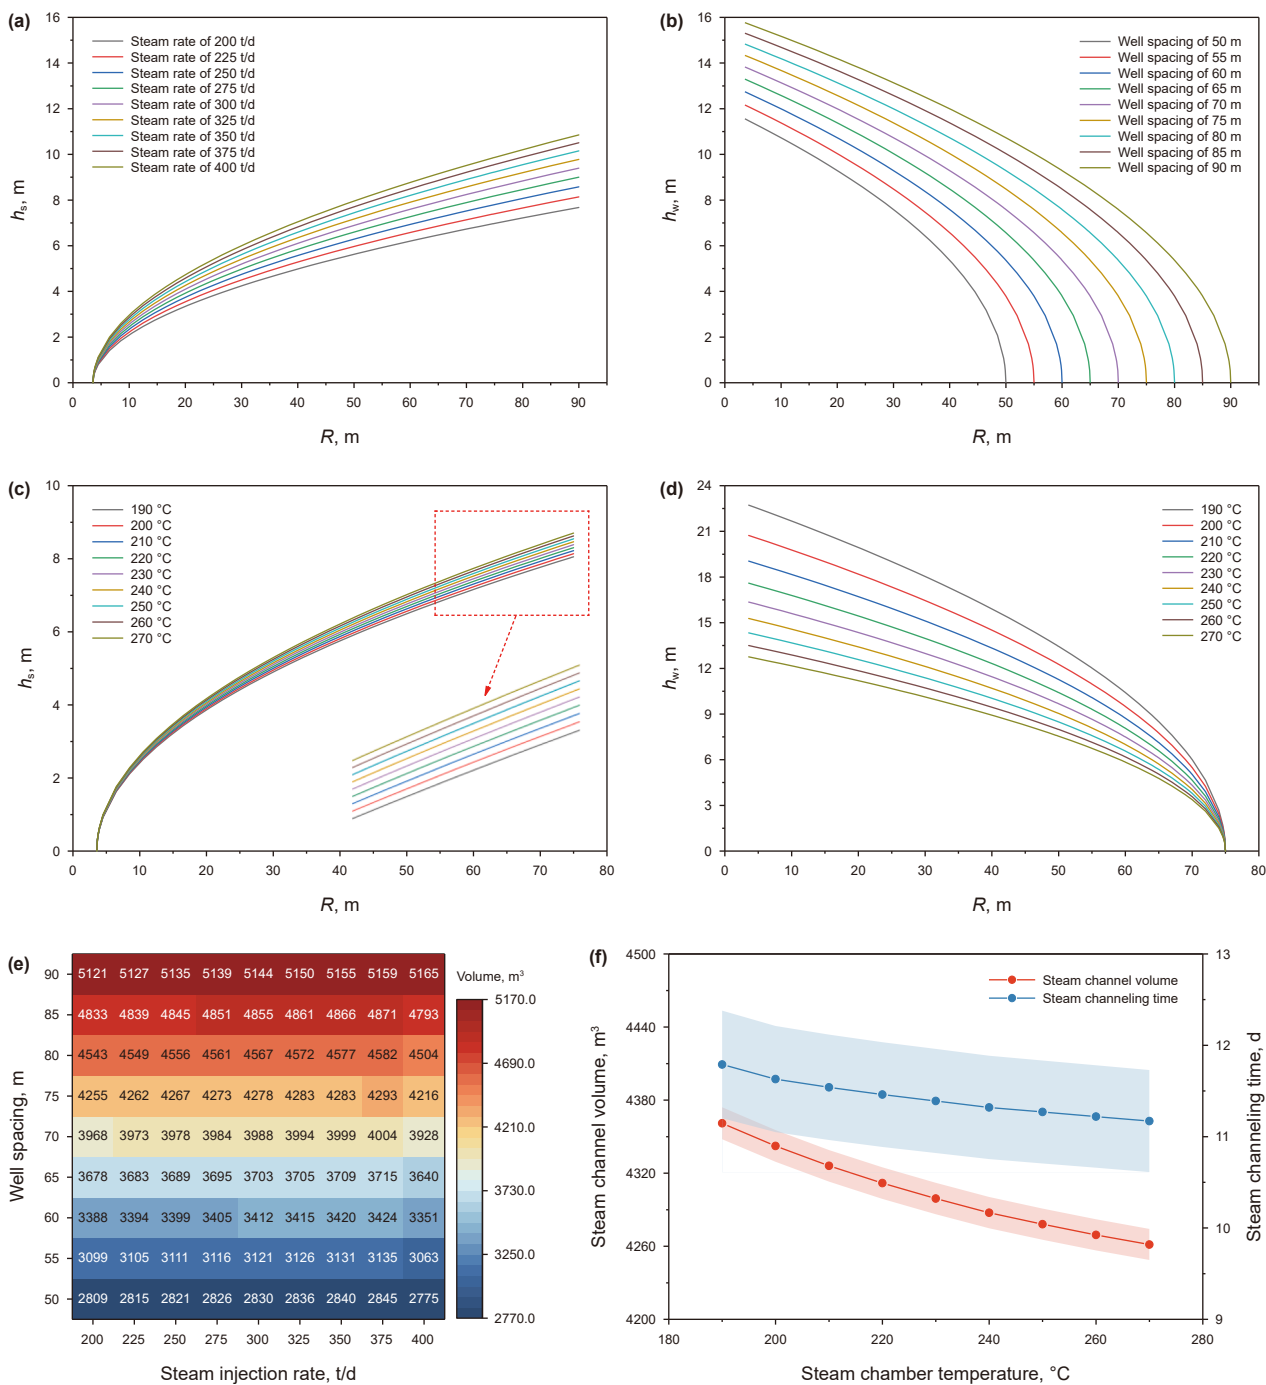 (a)
16
14
12
10
8
6
4
2
0
h_s, m
Steam rate of 200 t/d
Steam rate of 225 t/d
Steam rate of 250 t/d
Steam rate of 275 t/d
Steam rate of 300 t/d
Steam rate of 325 t/d
Steam rate of 350 t/d
Steam rate of 375 t/d
Steam rate of 400 t/d
0 10 20 30 40 50 60 70 80 90
R, m
(b)
16
14
12
10
8
6
4
2
0
h_w, m
Well spacing of 50 m
Well spacing of 55 m
Well spacing of 60 m
Well spacing of 65 m
Well spacing of 70 m
Well spacing of 75 m
Well spacing of 80 m
Well spacing of 85 m
Well spacing of 90 m
0 10 20 30 40 50 60 70 80 90
R, m
(c)
10
8
6
4
2
0
h_s, m
190 °C
200 °C
210 °C
220 °C
230 °C
240 °C
250 °C
260 °C
270 °C
0 10 20 30 40 50 60 70 80
R, m
(d)
24
21
18
15
12
9
6
3
0
h_w, m
190 °C
200 °C
210 °C
220 °C
230 °C
240 °C
250 °C
260 °C
270 °C
0 10 20 30 40 50 60 70 80
R, m
(e)
Well spacing, m
90 5121 5127 5135 5139 5144 5150 5155 5159 5165
85 4833 4839 4845 4851 4855 4861 4866 4871 4793
80 4543 4549 4556 4561 4567 4572 4577 4582 4504
75 4255 4262 4267 4273 4278 4283 4283 4293 4216
70 3968 3973 3978 3984 3988 3994 3999 4004 3928
65 3678 3683 3689 3695 3703 3705 3709 3715 3640
60 3388 3394 3399 3405 3412 3415 3420 3424 3351
55 3099 3105 3111 3116 3121 3126 3131 3135 3063
50 2809 2815 2821 2826 2830 2836 2840 2845 2775
200 225 250 275 300 325 350 375 400
Steam injection rate, t/d
Volume, m³
5170.0
4690.0
4210.0
3730.0
3250.0
2770.0
(f)
4500
4440
4380
4320
4260
4200
Steam channel volume, m³
Steam channel volume
Steam channeling time
13
12
11
10
9
Steam channeling time, d
180 200 220 240 260 280
Steam chamber temperature, °C